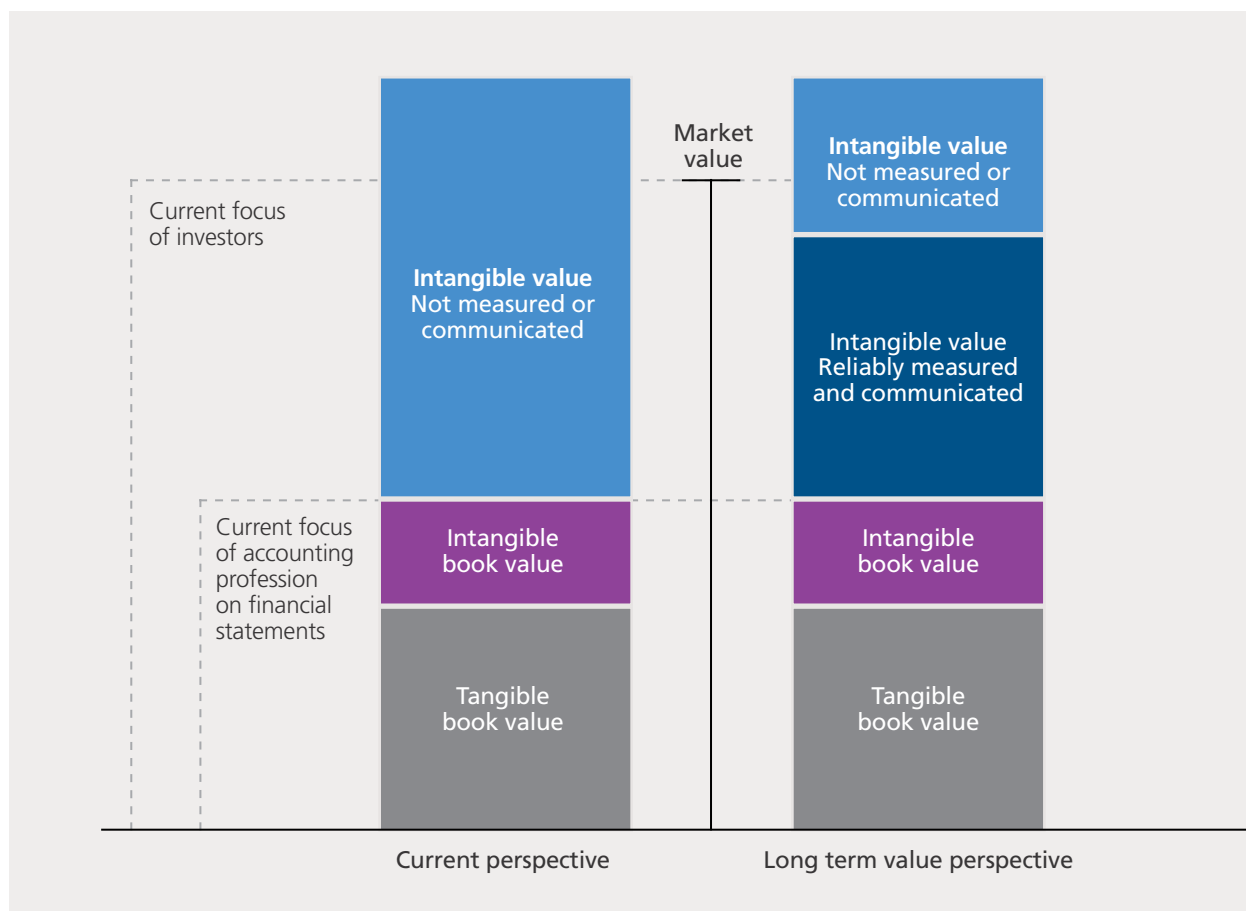 Market
value
Current focus
of investors
Intangible value
Not measured or
communicated
Intangible value
Not measured or
communicated
Intangible value
Reliably measured
and communicated
Current focus
of accounting
profession
on financial
statements
Intangible
book value
Intangible
book value
Tangible
book value
Tangible
book value
Current perspective
Long term value perspective